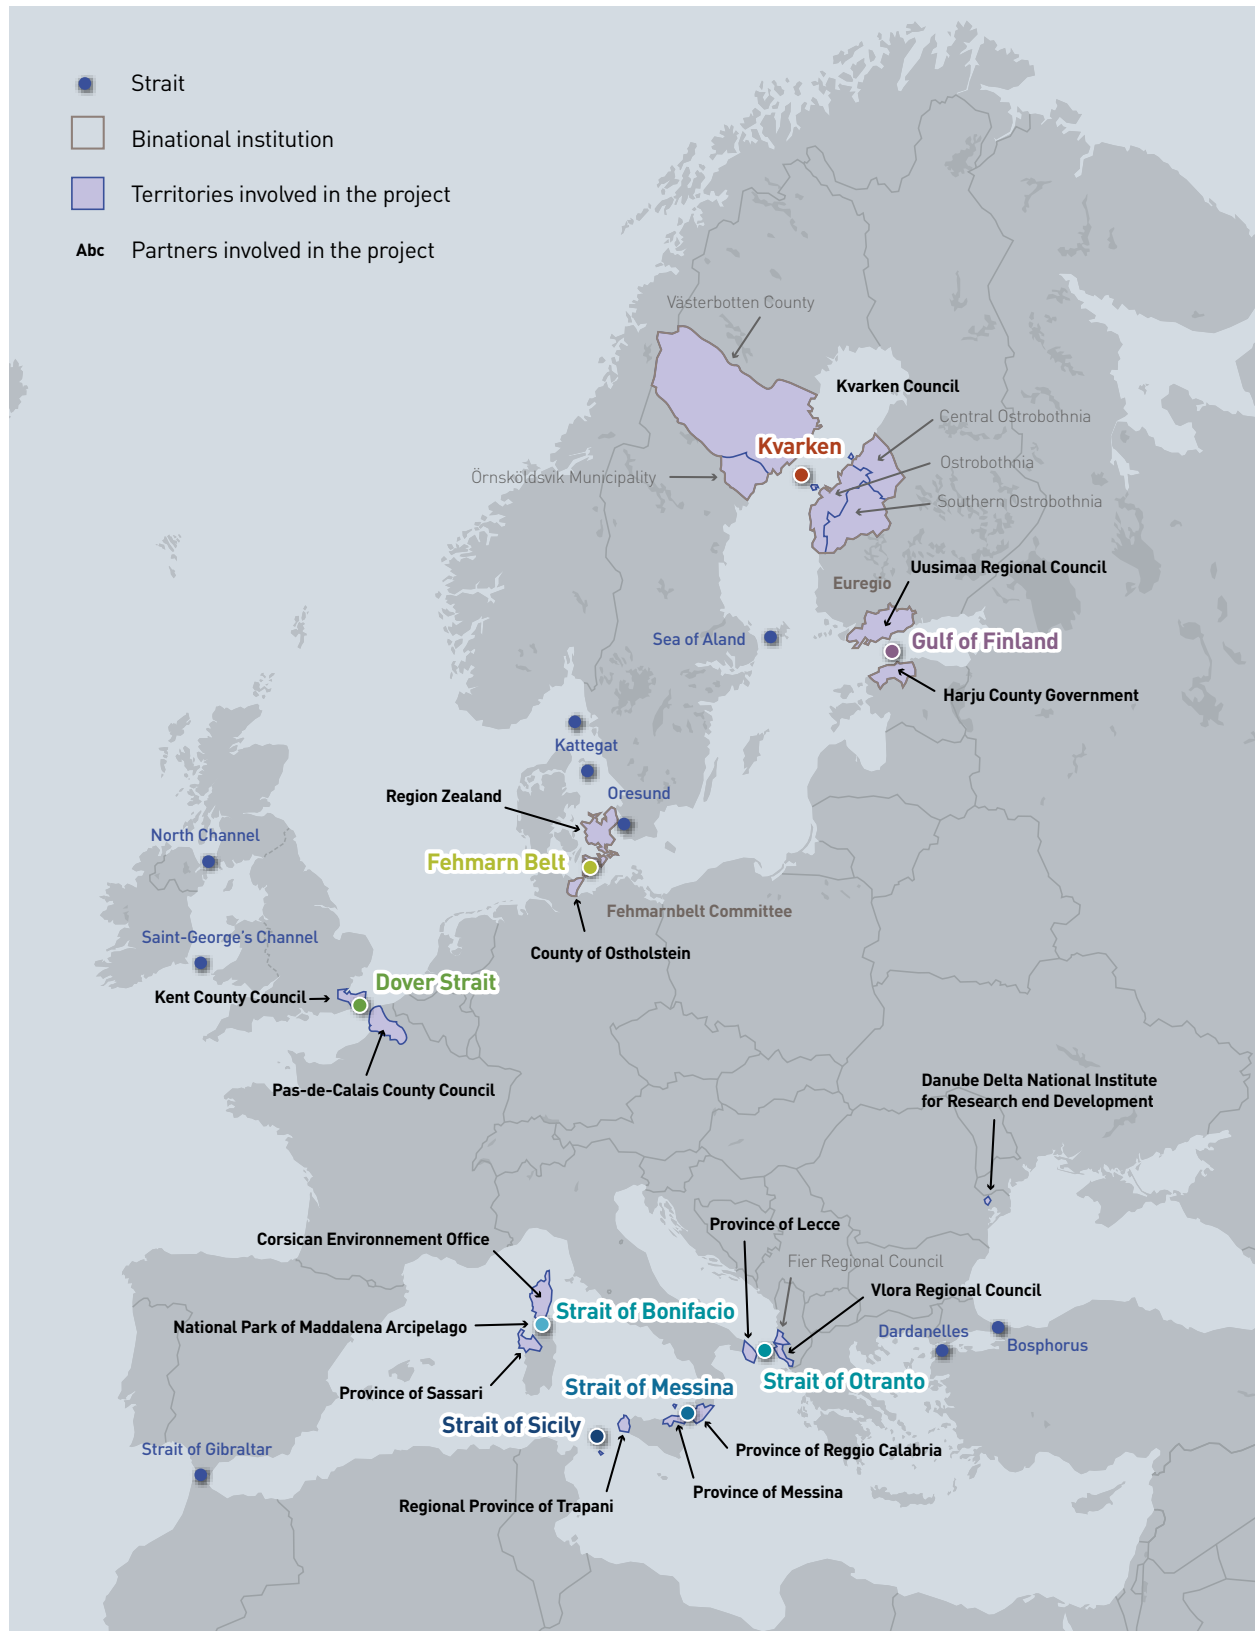 Strait
Binational institution
Territories involved in the project
Abc Partners involved in the project
Västerbotten County
Kvarken Council
Central Ostrobothnia
Kvarken
Ostrobothnia
Örnsköldsvik Municipality
Southern Ostrobothnia
Uusimaa Regional Council
Euregio
Sea of Aland
Gulf of Finland
Harju County Government
Kattegat
Region Zealand
Oresund
North Channel
Fehmarn Belt
Fehmarnbelt Committee
Saint-George's Channel
County of Ostholstein
Dover Strait
Kent County Council
Pas-de-Calais County Council
Danube Delta National Institute
for Research end Development
Province of Lecce
Corsican Environnement Office
Fier Regional Council
Vlora Regional Council
Strait of Bonifacio
National Park of Maddalena Arcipelago
Dardanelles
Bosphorus
Strait of Otranto
Strait of Messina
Province of Sassari
Strait of Sicily
Strait of Gibraltar
Province of Reggio Calabria
Province of Messina
Regional Province of Trapani